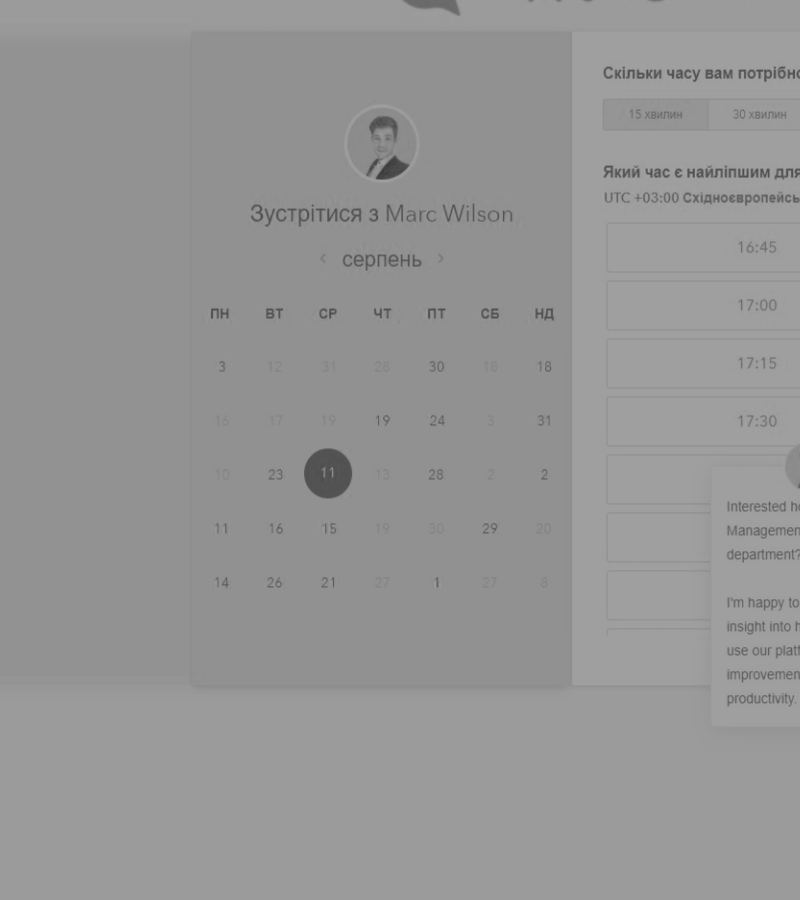 Зустрітися з Marc Wilson
‹ серпень ›
ПН ВТ СР ЧТ ПТ СБ НД
3 12 31 28 30 18 18
16 17 19 19 24 3 31
10 23 11 13 28 2 2
11 16 15 19 30 29 20
14 26 21 27 1 27 6
Скільки часу вам потрібно
15 хвилин 30 хвилин
Який час є найліпшим для
UTC +03:00 Східноєвропейсь
16:45
17:00
17:15
17:30
Interested h
Managemen
department?
I'm happy to
insight into h
use our platf
improvemen
productivity.